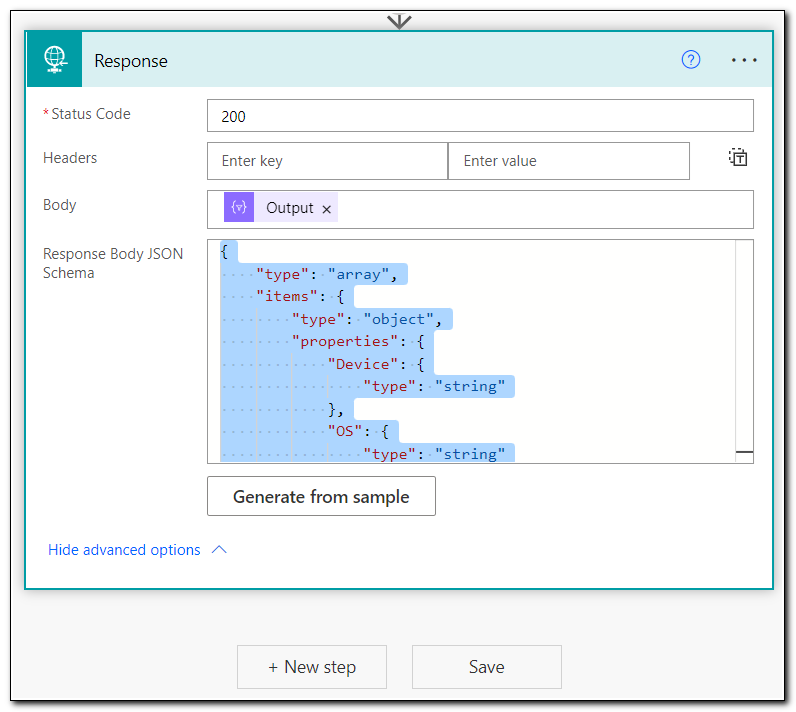 Response
* Status Code
200
Headers
Enter key
Enter value
Body
Output
Response Body JSON
Schema
{
"type": "array",
"items": {
"type": "object",
"properties": {
"Device": {
"type": "string"
},
"OS": {
"type": "string"
Generate from sample
Hide advanced options
+ New step
Save